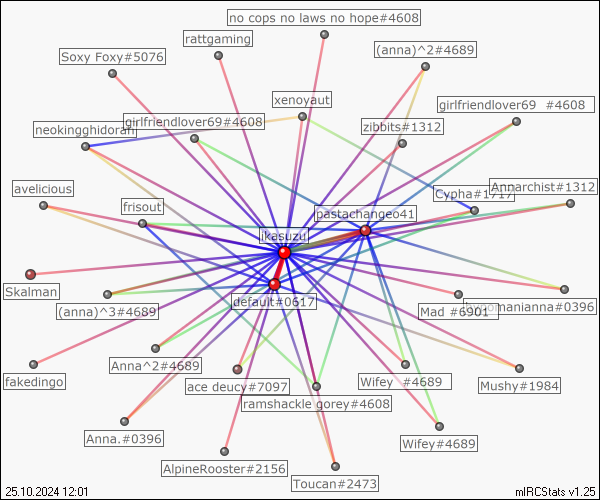 no cops no laws no hope#4608
rattgaming
(anna)^2#4689
Soxy Foxy#5076
xenoyaut
girlfriendlover69 #4608
girlfriendlover69#4608
zibbits#1312
neokingghidorah
avelicious
Cypha#1717
Annarchist#1312
frisout
pastachangeo41
ikasuzu
Skalman
default#0617
(anna)^3#4689
Mad #6901
#0396
Anna^2#4689
fakedingo
ace deucy#7097
Wifey #4689
Mushy#1984
ramshackle gorey#4608
Anna.#0396
Wifey#4689
AlpineRooster#2156
Toucan#2473
25.10.2024 12:01
mIRCStats v1.25